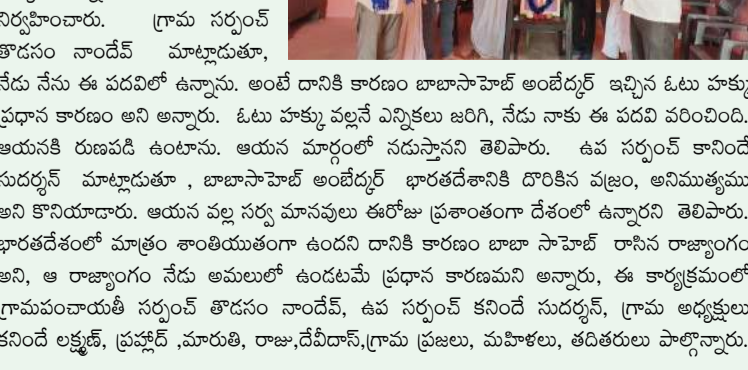 నిర్వహించారు. గ్రామ సర్పంచ్
తొడసం నాందేవ్ మాట్లాడుతూ,
నేడు నేను ఈ పదవిలో ఉన్నాను. అంటే దానికి కారణం బాబాసాహెబ్ అంబేద్కర్ ఇచ్చిన ఓటు హక్కు
ప్రధాన కారణం అని అన్నారు. ఓటు హక్కు వల్లనే ఎన్నికలు జరిగి, నేడు నాకు ఈ పదవి వరించింది.
ఆయనకి రుణపడి ఉంటాను. ఆయన మార్గంలో నడుస్తానని తెలిపారు. ఉప సర్పంచ్ కానిందే
సుదర్శన్ మాట్లాడుతూ , బాబాసాహెబ్ అంబేద్కర్ భారతదేశానికి దొరికిన వజ్రం, అనిముత్యము
అని కొనియాడారు. ఆయన వల్ల సర్వ మానవులు ఈరోజు ప్రశాంతంగా దేశంలో ఉన్నారని తెలిపారు.
భారతదేశంలో మాత్రం శాంతియుతంగా ఉందని దానికి కారణం బాబా సాహెబ్ రాసిన రాజ్యాంగం
అని, ఆ రాజ్యాంగం నేడు అమలులో ఉండటమే ప్రధాన కారణమని అన్నారు, ఈ కార్యక్రమంలో
గ్రామపంచాయతీ సర్పంచ్ తొడసం నాందేవ్, ఉప సర్పంచ్ కనిందే సుదర్శన్, గ్రామ అధ్యక్షులు
కనిందే లక్ష్మణ్, ప్రహ్లాద్ ,మారుతి, రాజు,దేవీదాస్,గ్రామ ప్రజలు, మహిళలు, తదితరులు పాల్గొన్నారు.